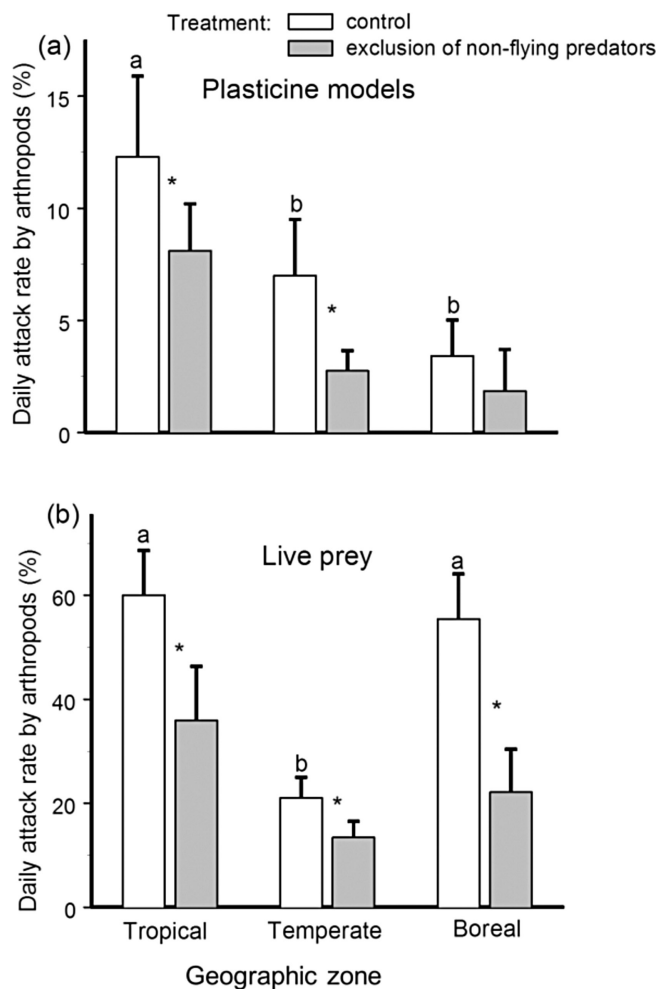 Treatment: control
exclusion of non-flying predators
(a)
Plasticine models
Daily attack rate by arthropods (%)
15
10
5
0
a
*
b
*
b
(b)
Live prey
Daily attack rate by arthropods (%)
60
40
20
0
a
*
b
*
a
*
Tropical Temperate Boreal
Geographic zone